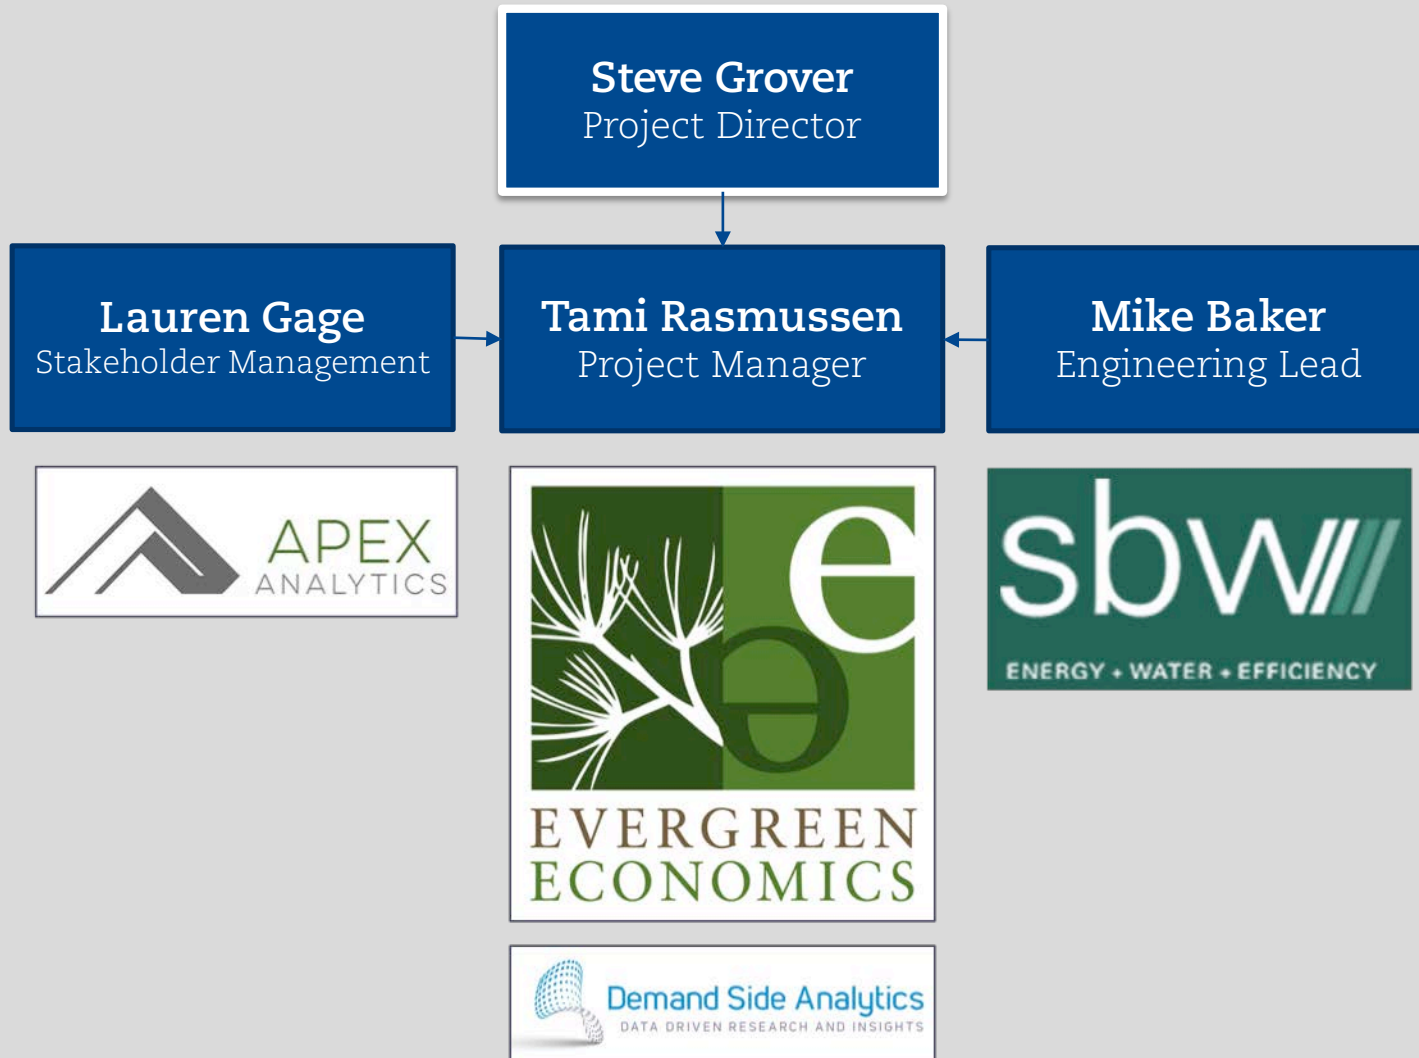 Steve Grover
Project Director
Lauren Gage
Stakeholder Management
Tami Rasmussen
Project Manager
Mike Baker
Engineering Lead
APEX
ANALYTICS
e
e
EVERGREEN
ECONOMICS
sbw
ENERGY + WATER + EFFICIENCY
Demand Side Analytics
DATA DRIVEN RESEARCH AND INSIGHTS